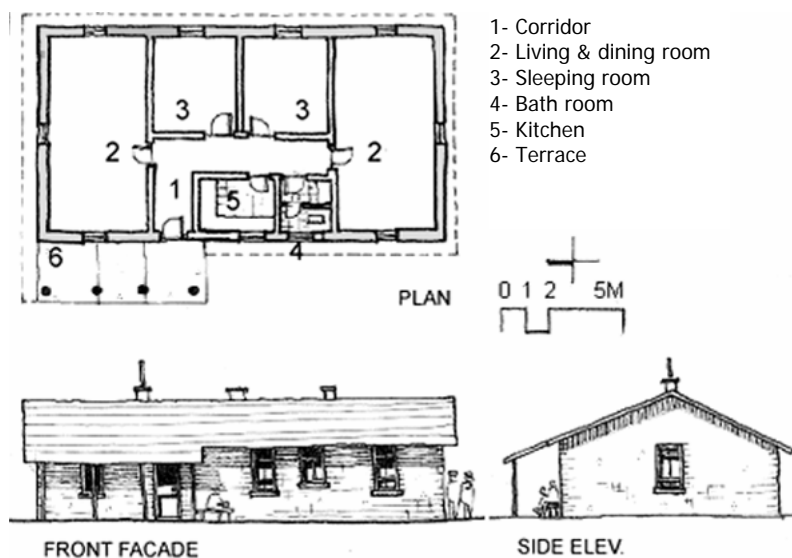 1- Corridor
2- Living & dining room
3- Sleeping room
4- Bath room
5- Kitchen
6- Terrace
3 3
2 2
1
5
6 4
PLAN
0 1 2 5M
FRONT FACADE
SIDE ELEV.